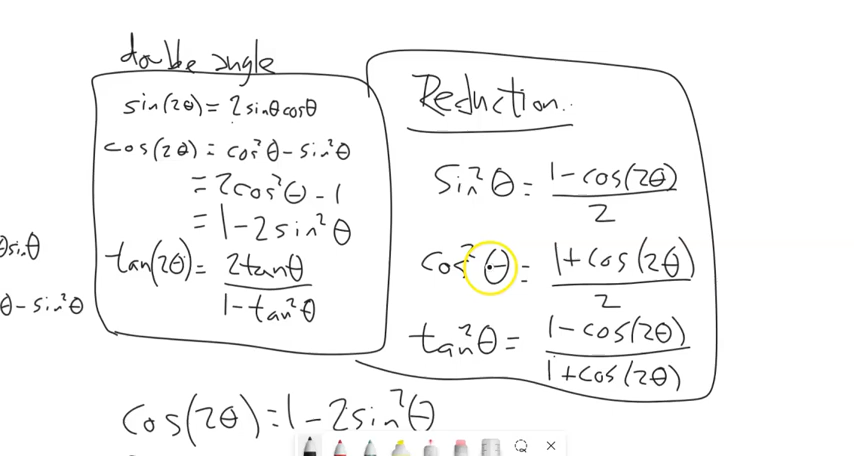 double angle
sin(2θ) = 2sinθcosθ
cos(2θ) = cos²θ - sin²θ
= 2cos²θ - 1
= 1 - 2sin²θ
tan(2θ) = 2tanθ
1 - tan²θ
θsinθ
θ - sin²θ
Reduction..
sin²θ = 1 - cos(2θ)
2
cos²θ = 1 + cos(2θ)
2
tan²θ = 1 - cos(2θ)
1 + cos(2θ)
cos(2θ) = 1 - 2sin²θ